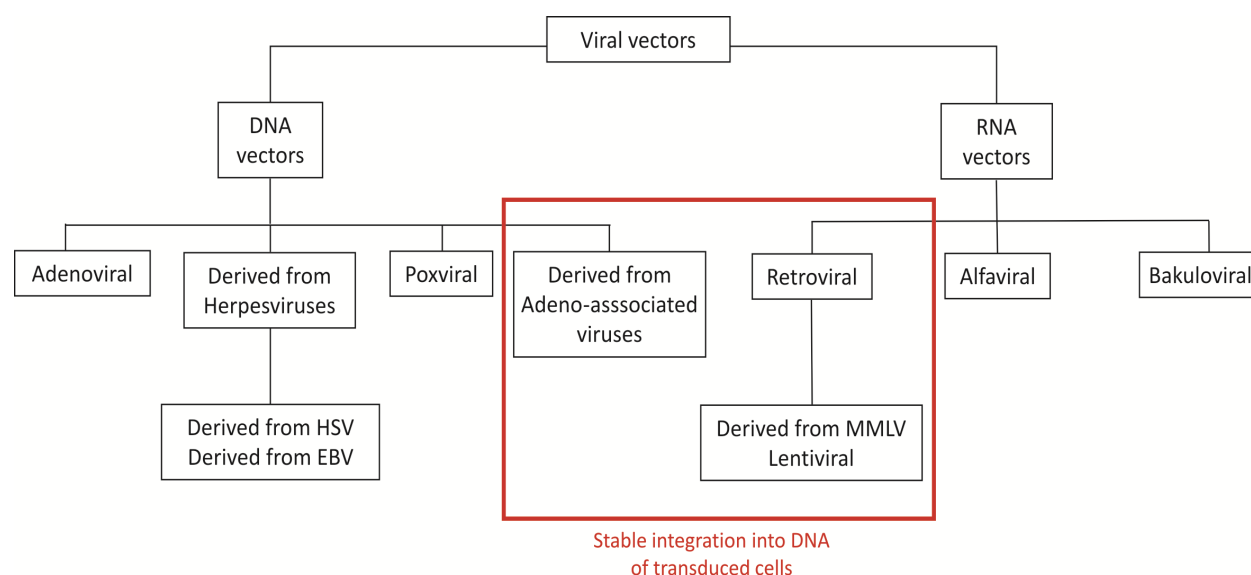 Viral vectors
DNA
vectors
RNA
vectors
Adenoviral
Derived from
Herpesviruses
Poxviral
Derived from
Adeno-asssociated
viruses
Retroviral
Alfaviral
Bakuloviral
Derived from HSV
Derived from EBV
Derived from MMLV
Lentiviral
Stable integration into DNA
of transduced cells